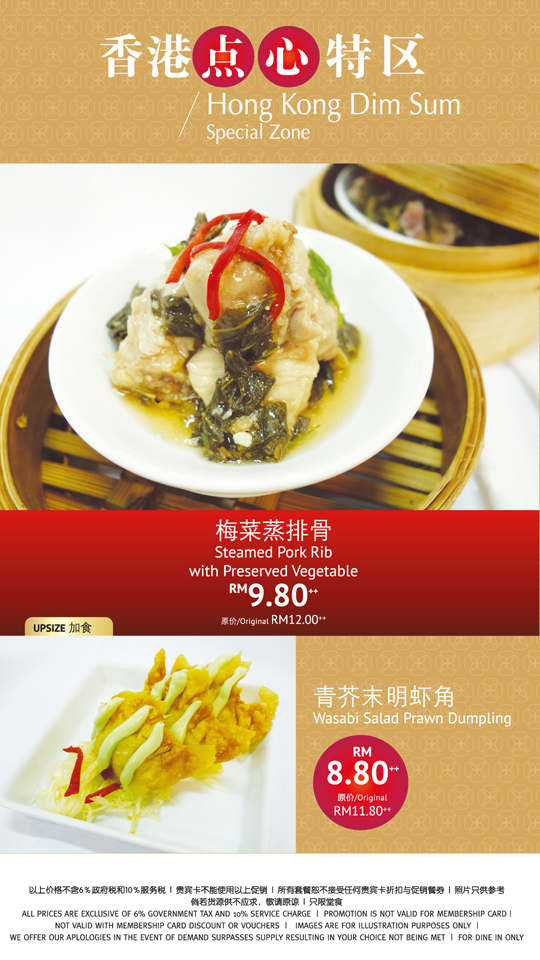 香港点心特区
Hong Kong Dim Sum
Special Zone
梅菜蒸排骨
Steamed Pork Rib
with Preserved Vegetable
RM9.80++
原价/Original RM12.00++
UPSIZE 加食
青芥末明虾角
Wasabi Salad Prawn Dumpling
RM
8.80++
原价/Original
RM11.80++
以上价格不含6%政府税和10%服务税 | 贵宾卡不能使用以上促销 | 所有套餐恕不接受任何贵宾卡折扣与促销餐券 | 照片只供参考
倘若货源供不应求，敬请原谅 | 只限堂食
ALL PRICES ARE EXCLUSIVE OF 6% GOVERNMENT TAX AND 10% SERVICE CHARGE | PROMOTION IS NOT VALID FOR MEMBERSHIP CARD |
NOT VALID WITH MEMBERSHIP CARD DISCOUNT OR VOUCHERS | IMAGES ARE FOR ILLUSTRATION PURPOSES ONLY |
WE OFFER OUR APLOLOGIES IN THE EVENT OF DEMAND SURPASSES SUPPLY RESULTING IN YOUR CHOICE NOT BEING MET | FOR DINE IN ONLY